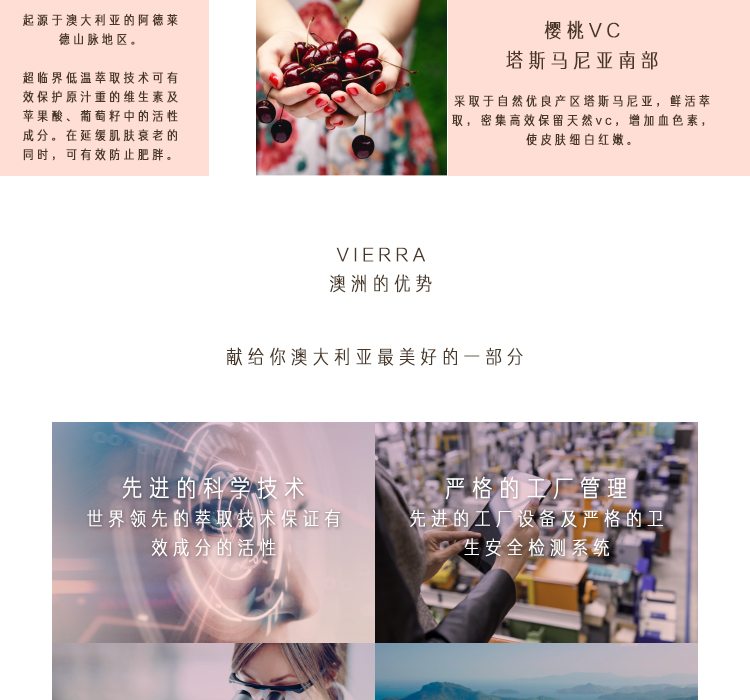 起源于澳大利亚的阿德莱
德山脉地区。
超临界低温萃取技术可有
效保护原汁重的维生素及
苹果酸、葡萄籽中的活性
成分。在延缓肌肤衰老的
同时，可有效防止肥胖。
樱桃VC
塔斯马尼亚南部
采取于自然优良产区塔斯马尼亚，鲜活萃
取，密集高效保留天然vc，增加血色素，
使皮肤细白红嫩。
VIERRA
澳洲的优势
献给你澳大利亚最美好的一部分
先进的科学技术
世界领先的萃取技术保证有
效成分的活性
严格的工厂管理
先进的工厂设备及严格的卫
生安全检测系统